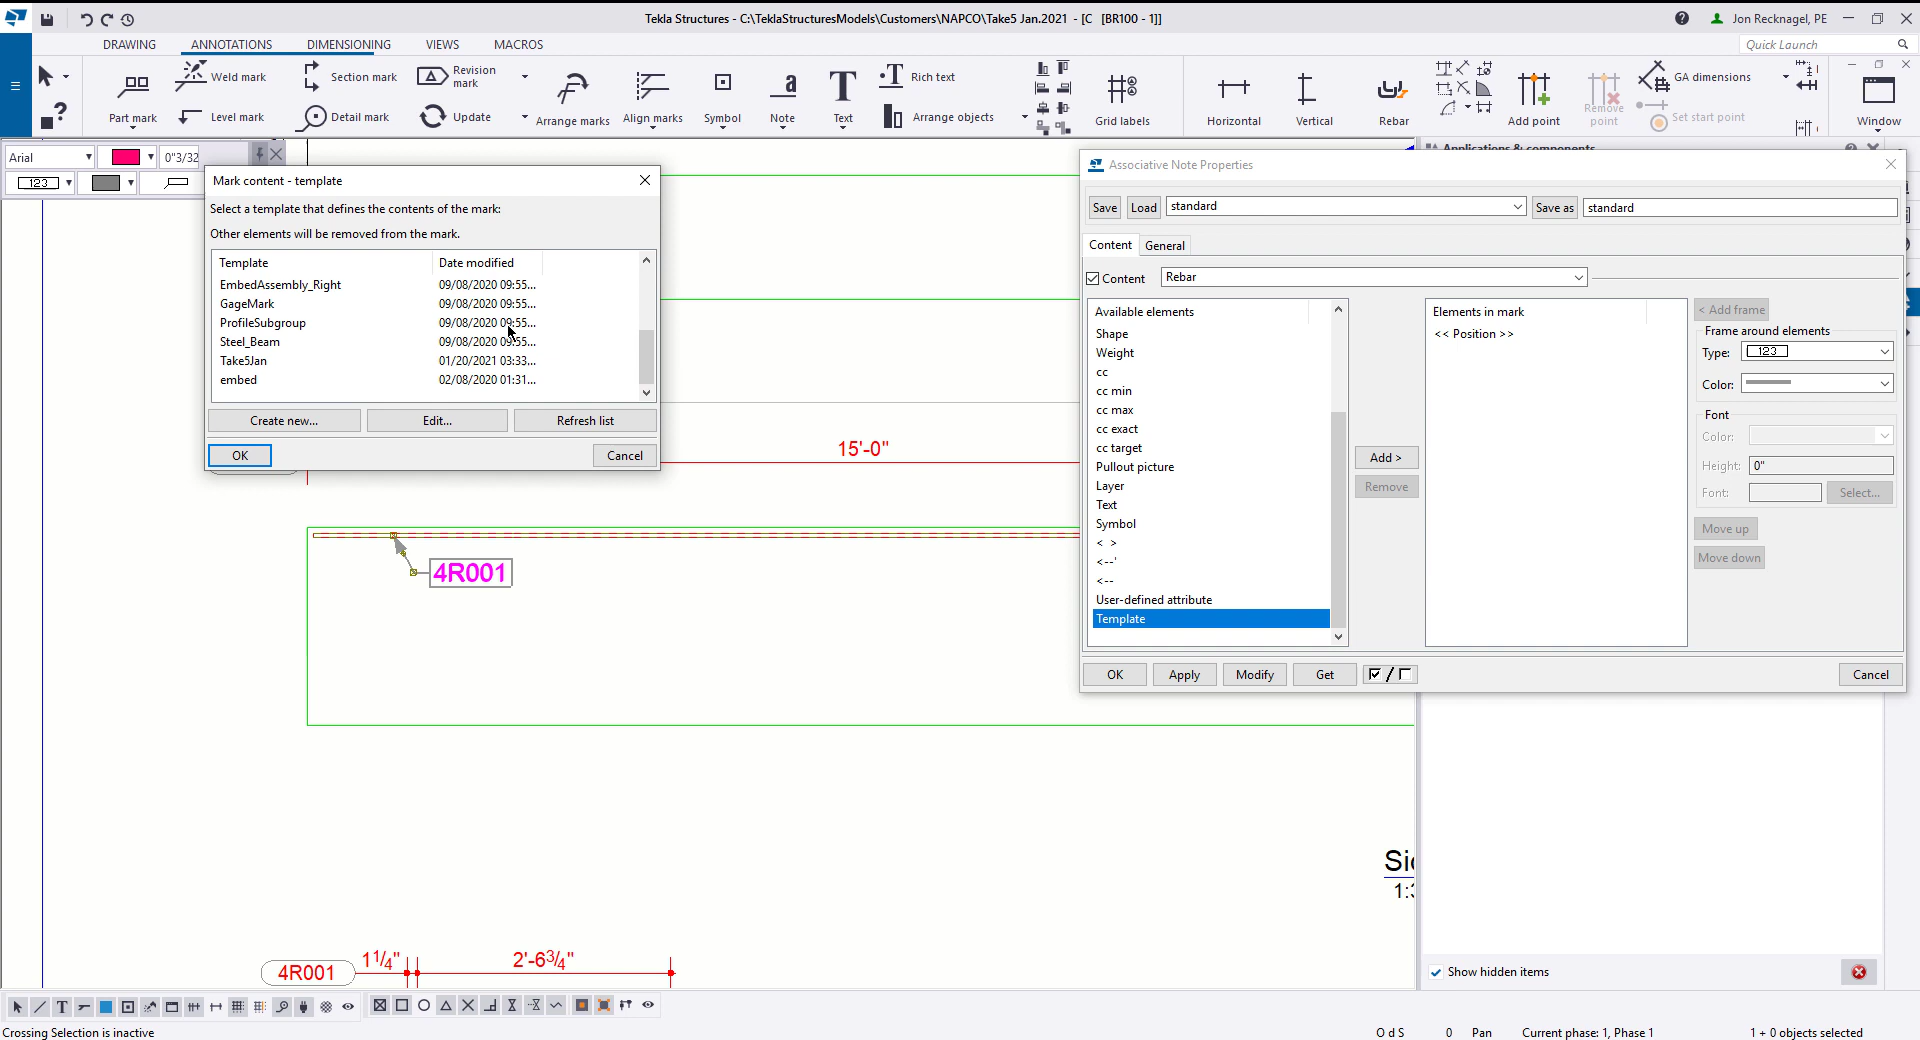 Tekla Structures - C:\TeklaStructuresModels\Customers\NAPCO\Take5 Jan.2021 - [C [BR100 - 1]]
Jon Recknagel, PE
DRAWING ANNOTATIONS DIMENSIONING VIEWS MACROS
Quick Launch
Part mark
Weld mark
Level mark
Section mark
Detail mark
Revision mark
Update
Arrange marks
Align marks
Symbol
Note
Text
Rich text
Arrange objects
Grid labels
Horizontal
Vertical
Rebar
Add point
Remove point
GA dimensions
Set start point
Window
Arial
0"3/32
123
Applications & components
Mark content - template
Select a template that defines the contents of the mark:
Other elements will be removed from the mark.
Template Date modified
EmbedAssembly_Right 09/08/2020 09:55...
GageMark 09/08/2020 09:55...
ProfileSubgroup 09/08/2020 09:55...
Steel_Beam 09/08/2020 09:55...
Take5Jan 01/20/2021 03:33...
embed 02/08/2020 01:31...
Create new... Edit... Refresh list
OK Cancel
Associative Note Properties
Save Load standard Save as standard
Content General
Content Rebar
Available elements
Shape
Weight
cc
cc min
cc max
cc exact
cc target
Pullout picture
Layer
Text
Symbol
< >
<--'
<--
User-defined attribute
Template
Add >
Remove
Elements in mark
<< Position >>
< Add frame
Frame around elements
Type: 123
Color:
Font
Color:
Height: 0"
Font: Select...
Move up
Move down
OK Apply Modify Get Cancel
15'-0"
4R001
1:3
4R001 1 1/4" 2'-6 3/4"
Show hidden items
Crossing Selection is inactive
O d S 0 Pan Current phase: 1, Phase 1 1 + 0 objects selected